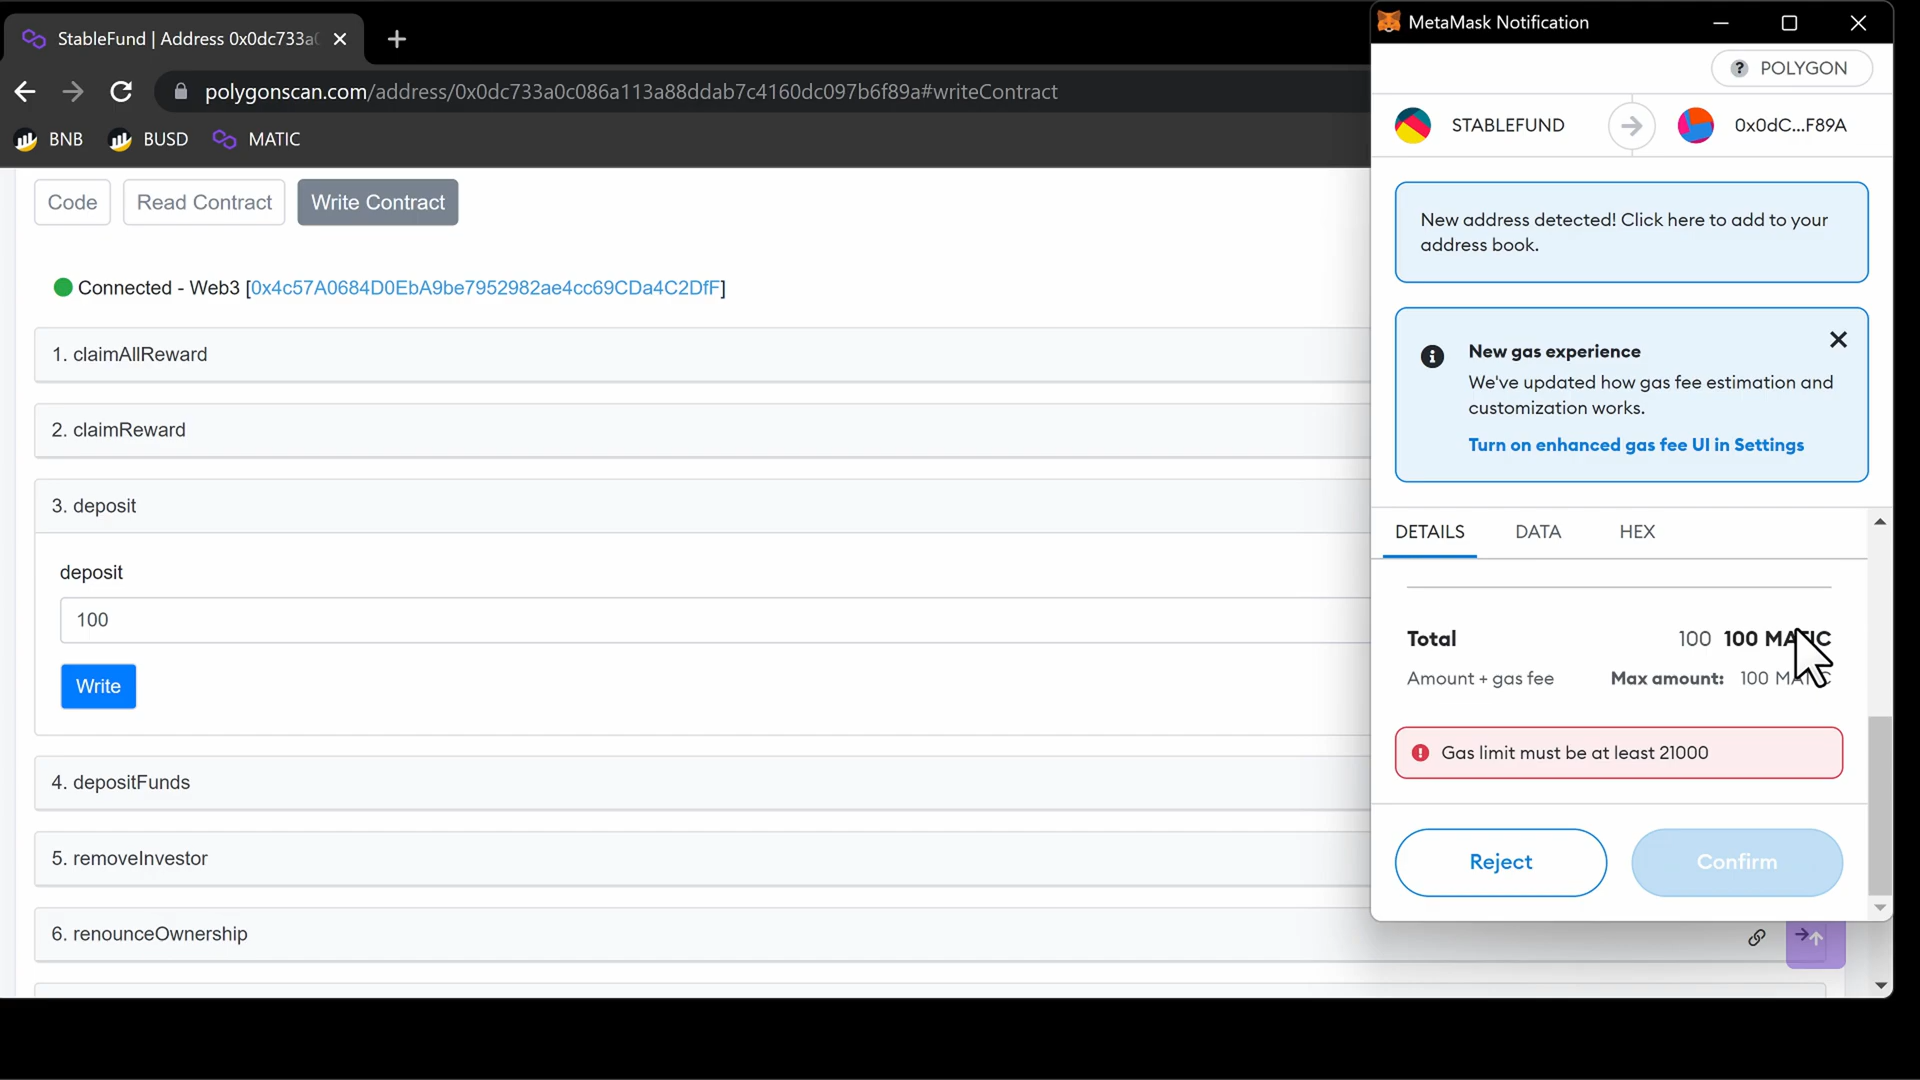 StableFund | Address 0x0dc733a
MetaMask Notification
polygonscan.com/address/0x0dc733a0c086a113a88ddab7c4160dc097b6f89a#writeContract
BNB
BUSD
MATIC
? POLYGON
STABLEFUND
0x0dC...F89A
Code
Read Contract
Write Contract
Connected - Web3 [0x4c57A0684D0EbA9be7952982ae4cc69CDa4C2DfF]
1. claimAllReward
2. claimReward
3. deposit
deposit
100
Write
4. depositFunds
5. removeInvestor
6. renounceOwnership
New address detected! Click here to add to your
address book.
New gas experience
We've updated how gas fee estimation and
customization works.
Turn on enhanced gas fee UI in Settings
DETAILS
DATA
HEX
Total
100 100 MATIC
Amount + gas fee
Max amount: 100 MATIC
Gas limit must be at least 21000
Reject
Confirm